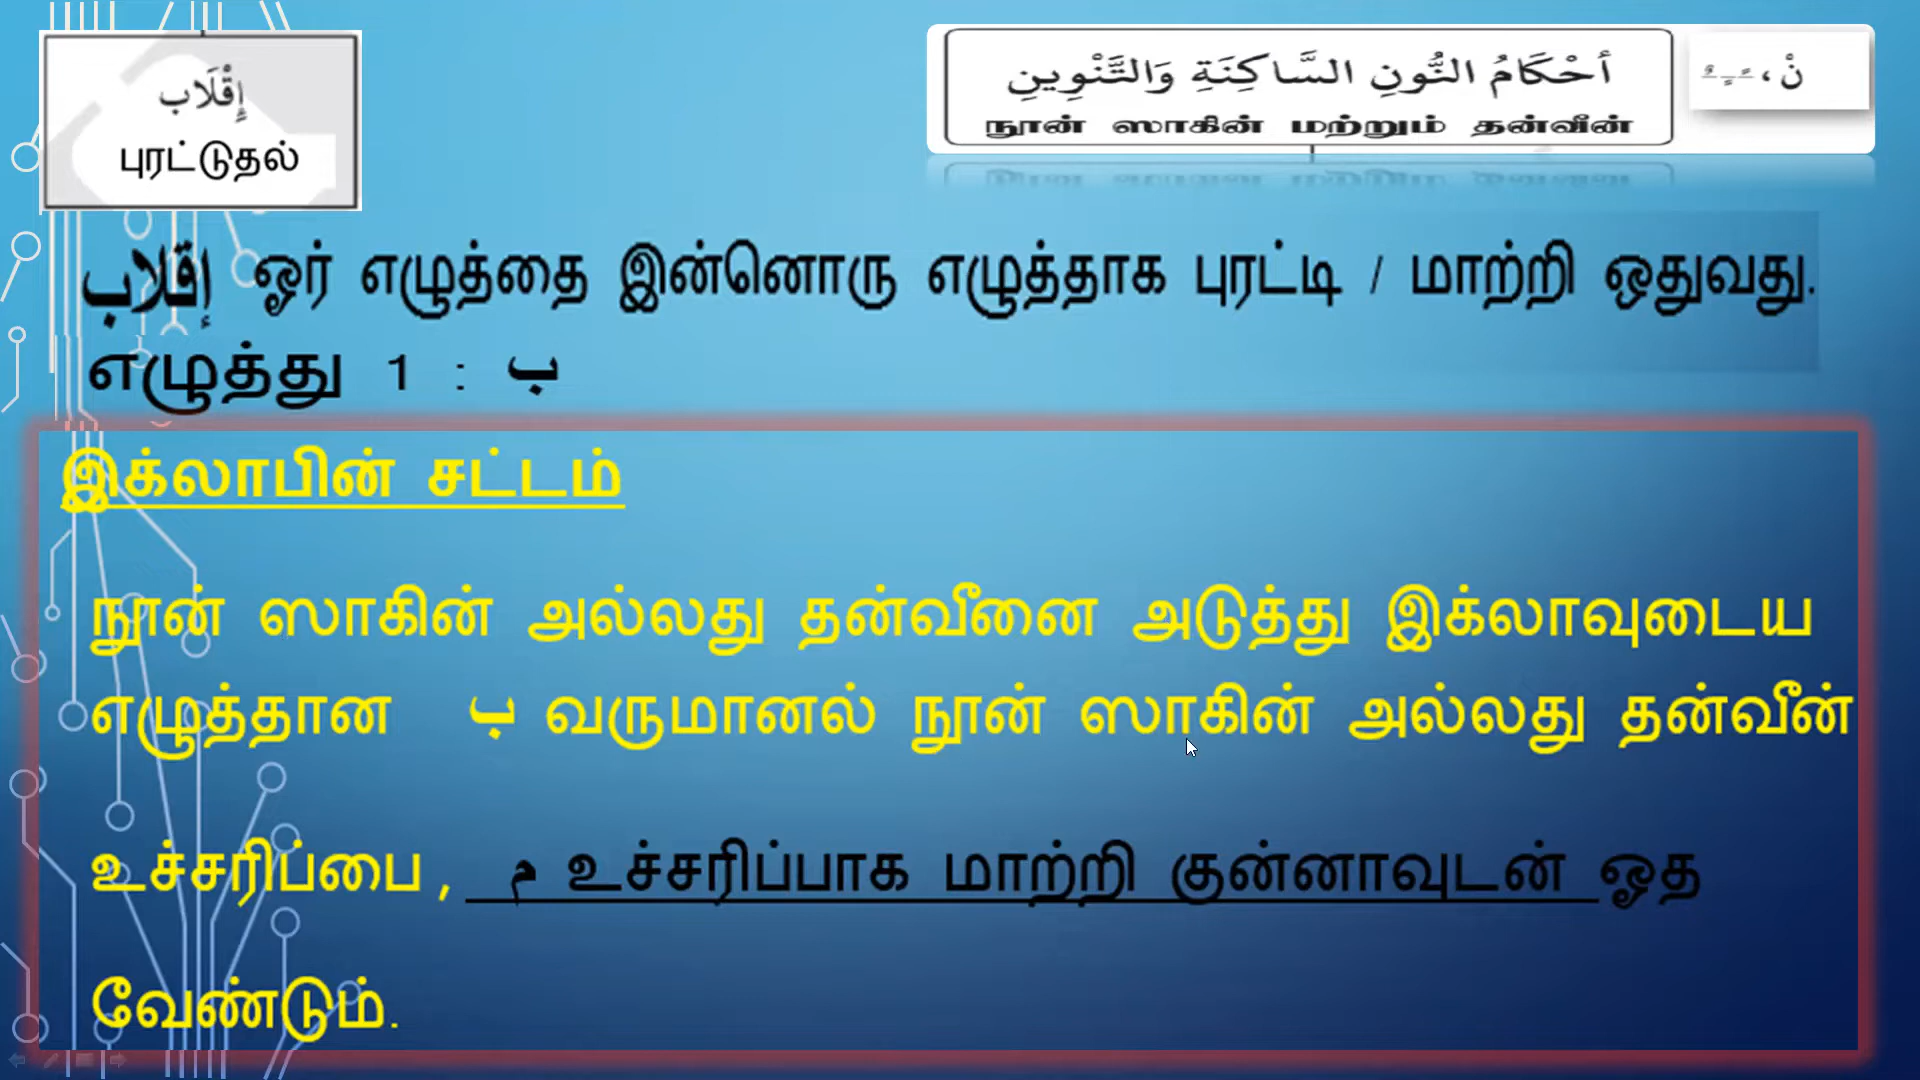 إِقْلَاب
புரட்டுதல்
أَحْكَامُ النُّونِ السَّاكِنَةِ وَالتَّنْوِينِ
நூன் ஸாகின் மற்றும் தன்வீன்
نْ ، ـًـٍـٌ
إقلاب ஓர் எழுத்தை இன்னொரு எழுத்தாக புரட்டி / மாற்றி ஒதுவது.
எழுத்து 1 : ب
இக்லாபின் சட்டம்
நூன் ஸாகின் அல்லது தன்வீனை அடுத்து இக்லாவுடைய
எழுத்தான ب வருமானல் நூன் ஸாகின் அல்லது தன்வீன்
உச்சரிப்பை , م உச்சரிப்பாக மாற்றி குன்னாவுடன் ஓத
வேண்டும்.